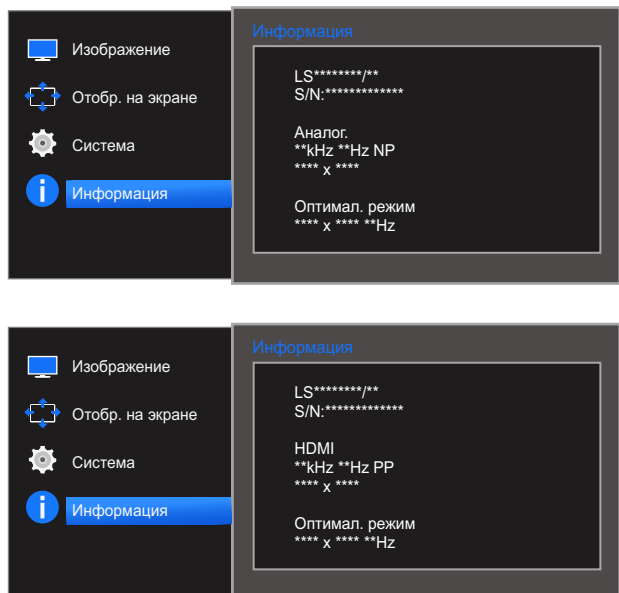 Изображение
Отобр. на экране
Система
Информация
Информация
LS********/**
S/N:*************
Аналог.
**kHz **Hz NP
**** x ****
Оптимал. режим
**** x **** **Hz
Изображение
Отобр. на экране
Система
Информация
Информация
LS********/**
S/N:*************
HDMI
**kHz **Hz PP
**** x ****
Оптимал. режим
**** x **** **Hz